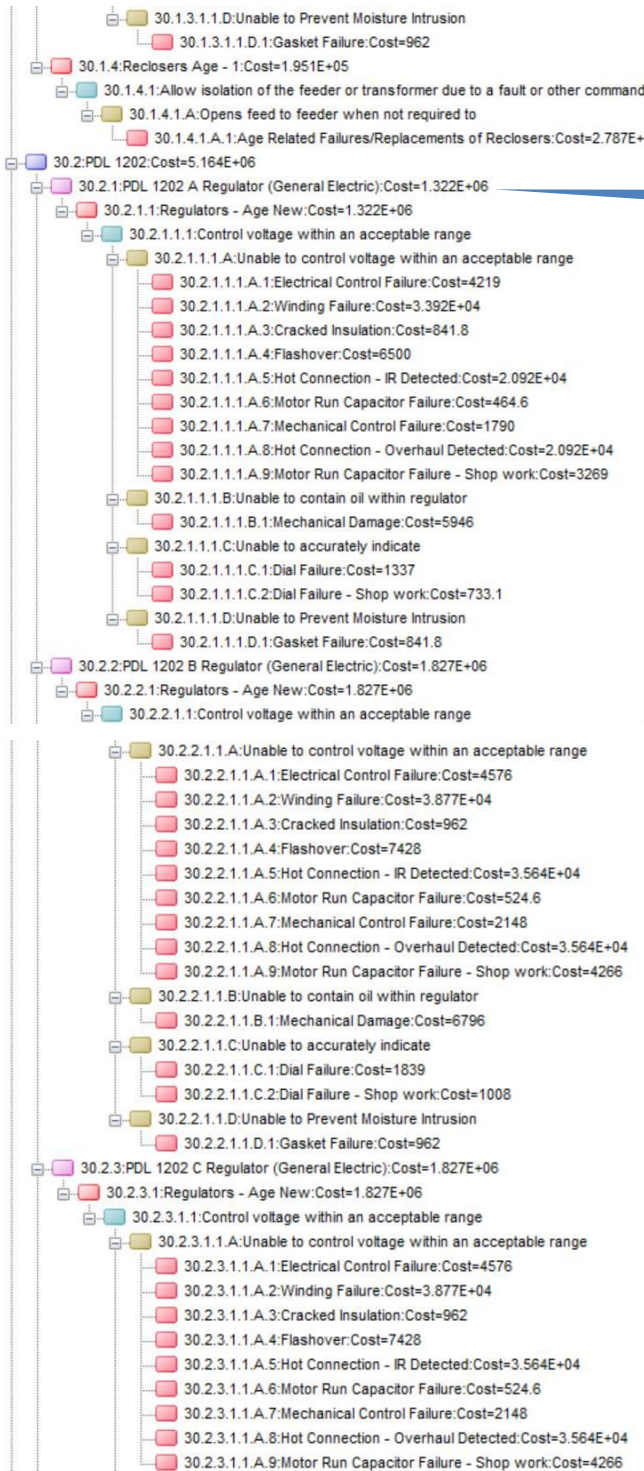 30.1.3.1.1.D:Unable to Prevent Moisture Intrusion
30.1.3.1.1.D.1:Gasket Failure:Cost=962
30.1.4:Reclosers Age - 1:Cost=1.951E+05
30.1.4.1:Allow isolation of the feeder or transformer due to a fault or other command
30.1.4.1.A:Opens feed to feeder when not required to
30.1.4.1.A.1:Age Related Failures/Replacements of Reclosers:Cost=2.787E+
30.2:PDL 1202:Cost=5.164E+06
30.2.1:PDL 1202 A Regulator (General Electric):Cost=1.322E+06
30.2.1.1:Regulators - Age New:Cost=1.322E+06
30.2.1.1.1:Control voltage within an acceptable range
30.2.1.1.1.A:Unable to control voltage within an acceptable range
30.2.1.1.1.A.1:Electrical Control Failure:Cost=4219
30.2.1.1.1.A.2:Winding Failure:Cost=3.392E+04
30.2.1.1.1.A.3:Cracked Insulation:Cost=841.8
30.2.1.1.1.A.4:Flashover:Cost=6500
30.2.1.1.1.A.5:Hot Connection - IR Detected:Cost=2.092E+04
30.2.1.1.1.A.6:Motor Run Capacitor Failure:Cost=464.6
30.2.1.1.1.A.7:Mechanical Control Failure:Cost=1790
30.2.1.1.1.A.8:Hot Connection - Overhaul Detected:Cost=2.092E+04
30.2.1.1.1.A.9:Motor Run Capacitor Failure - Shop work:Cost=3269
30.2.1.1.1.B:Unable to contain oil within regulator
30.2.1.1.1.B.1:Mechanical Damage:Cost=5946
30.2.1.1.1.C:Unable to accurately indicate
30.2.1.1.1.C.1:Dial Failure:Cost=1337
30.2.1.1.1.C.2:Dial Failure - Shop work:Cost=733.1
30.2.1.1.1.D:Unable to Prevent Moisture Intrusion
30.2.1.1.1.D.1:Gasket Failure:Cost=841.8
30.2.2:PDL 1202 B Regulator (General Electric):Cost=1.827E+06
30.2.2.1:Regulators - Age New:Cost=1.827E+06
30.2.2.1.1:Control voltage within an acceptable range
30.2.2.1.1.A:Unable to control voltage within an acceptable range
30.2.2.1.1.A.1:Electrical Control Failure:Cost=4576
30.2.2.1.1.A.2:Winding Failure:Cost=3.877E+04
30.2.2.1.1.A.3:Cracked Insulation:Cost=962
30.2.2.1.1.A.4:Flashover:Cost=7428
30.2.2.1.1.A.5:Hot Connection - IR Detected:Cost=3.564E+04
30.2.2.1.1.A.6:Motor Run Capacitor Failure:Cost=524.6
30.2.2.1.1.A.7:Mechanical Control Failure:Cost=2148
30.2.2.1.1.A.8:Hot Connection - Overhaul Detected:Cost=3.564E+04
30.2.2.1.1.A.9:Motor Run Capacitor Failure - Shop work:Cost=4266
30.2.2.1.1.B:Unable to contain oil within regulator
30.2.2.1.1.B.1:Mechanical Damage:Cost=6796
30.2.2.1.1.C:Unable to accurately indicate
30.2.2.1.1.C.1:Dial Failure:Cost=1839
30.2.2.1.1.C.2:Dial Failure - Shop work:Cost=1008
30.2.2.1.1.D:Unable to Prevent Moisture Intrusion
30.2.2.1.1.D.1:Gasket Failure:Cost=962
30.2.3:PDL 1202 C Regulator (General Electric):Cost=1.827E+06
30.2.3.1:Regulators - Age New:Cost=1.827E+06
30.2.3.1.1:Control voltage within an acceptable range
30.2.3.1.1.A:Unable to control voltage within an acceptable range
30.2.3.1.1.A.1:Electrical Control Failure:Cost=4576
30.2.3.1.1.A.2:Winding Failure:Cost=3.877E+04
30.2.3.1.1.A.3:Cracked Insulation:Cost=962
30.2.3.1.1.A.4:Flashover:Cost=7428
30.2.3.1.1.A.5:Hot Connection - IR Detected:Cost=3.564E+04
30.2.3.1.1.A.6:Motor Run Capacitor Failure:Cost=524.6
30.2.3.1.1.A.7:Mechanical Control Failure:Cost=2148
30.2.3.1.1.A.8:Hot Connection - Overhaul Detected:Cost=3.564E+04
30.2.3.1.1.A.9:Motor Run Capacitor Failure - Shop work:Cost=4266